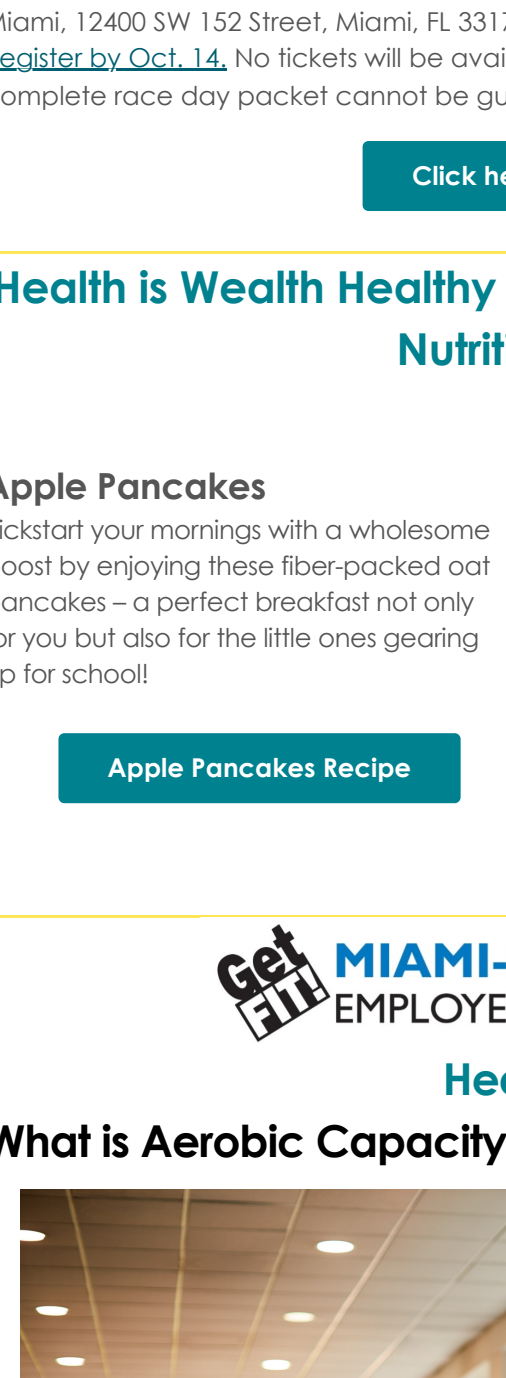 Miami, 12400 SW 152 Street, Miami, FL 3317
egister by Oct. 14. No tickets will be avai
omplete race day packet cannot be gu
Click he
Health is Wealth Healthy
Nutrit
Apple Pancakes
ickstart your mornings with a wholesome
oost by enjoying these fiber-packed oat
ancakes – a perfect breakfast not only
or you but also for the little ones gearing
p for school!
Apple Pancakes Recipe
Get FIT!
MIAMI-
EMPLOYE
Hea
What is Aerobic Capacity